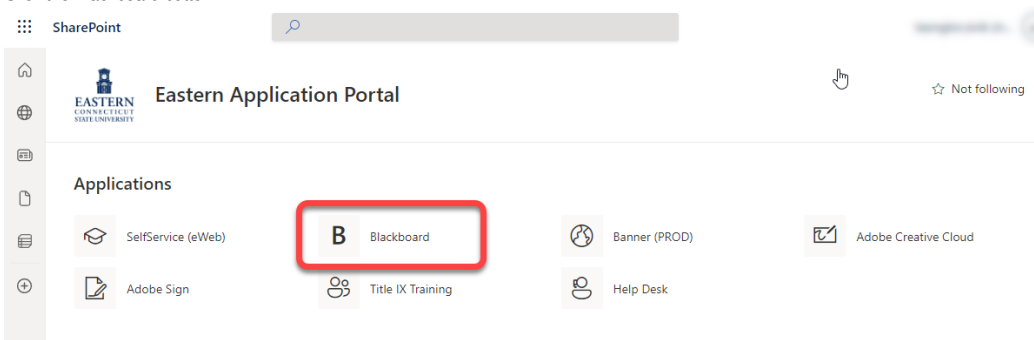 SharePoint
EASTERN
CONNECTICUT
STATE UNIVERSITY
Eastern Application Portal
Not following
Applications
SelfService (eWeb)
B Blackboard
Banner (PROD)
Adobe Creative Cloud
Adobe Sign
Title IX Training
Help Desk